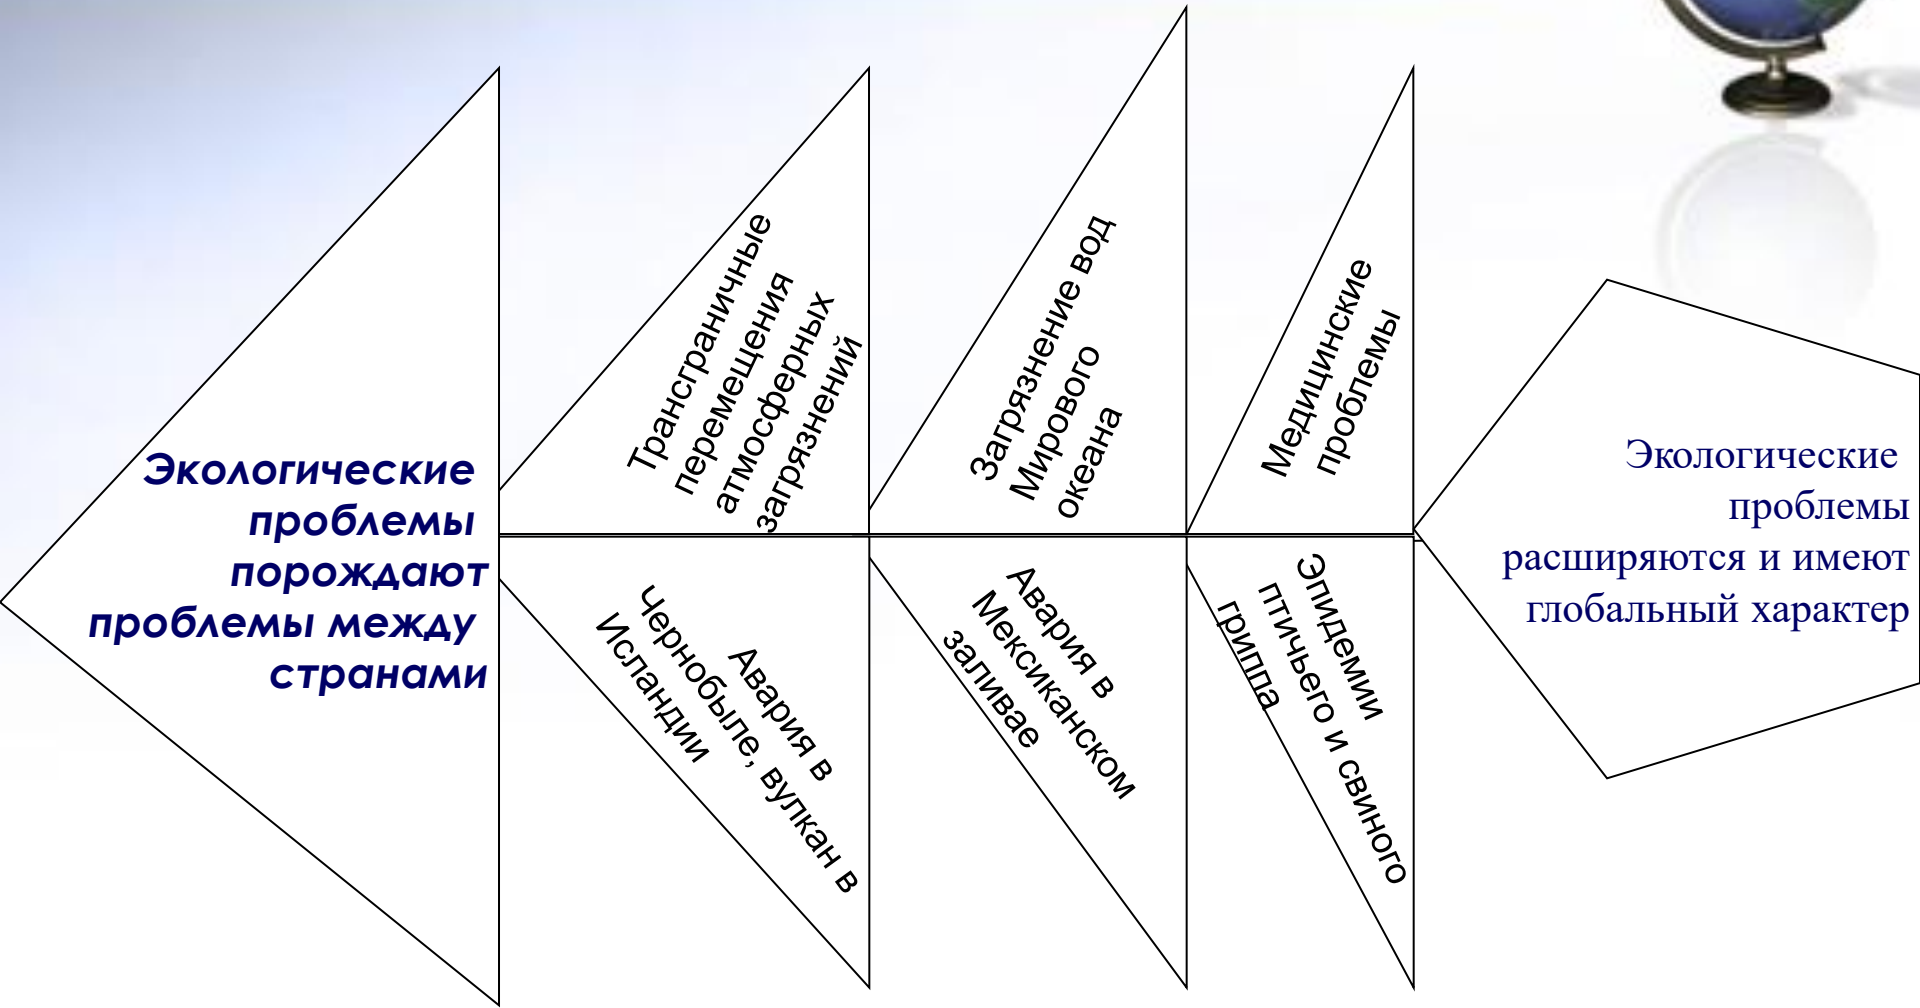 Экологические
проблемы
порождают
проблемы между
странами
Трансграничные
перемещения
атмосферных
загрязнений
Загрязнение вод
Мирового
океана
Медицинские
проблемы
Авария в
Чернобыле, вулкан в
Исландии
Авария в
Мексиканском
заливае
Эпидемии
птичьего и свиного
гриппа
Экологические
проблемы
расширяются и имеют
глобальный характер